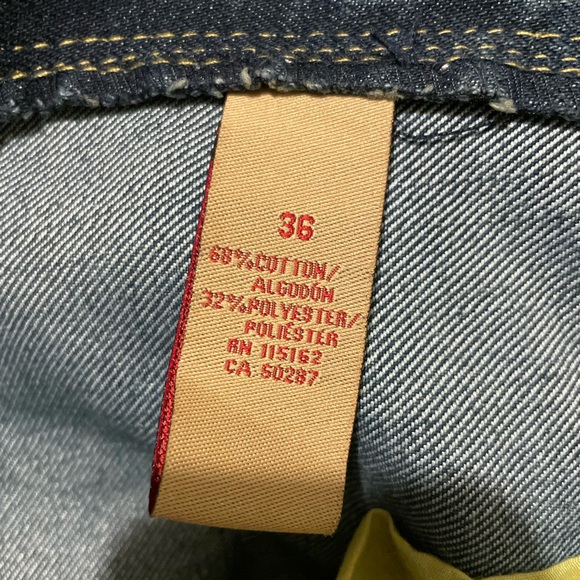 36
68%COTTON/
ALGODÓN
32%POLYESTER/
POLIÉSTER
RN 115162
CA 50287